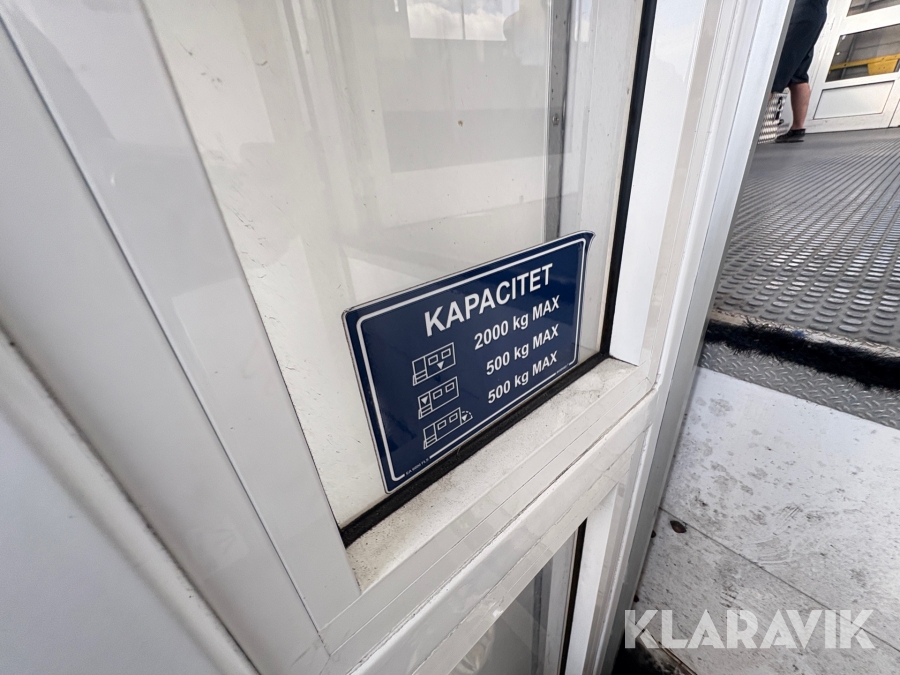 KAPACITET
2000 kg MAX
500 kg MAX
500 kg MAX
KLARAVIK